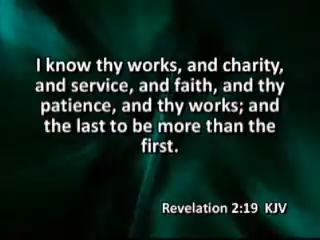 I know thy works, and charity,
and service, and faith, and thy
patience, and thy works; and
the last to be more than the
first.
Revelation 2:19 KJV